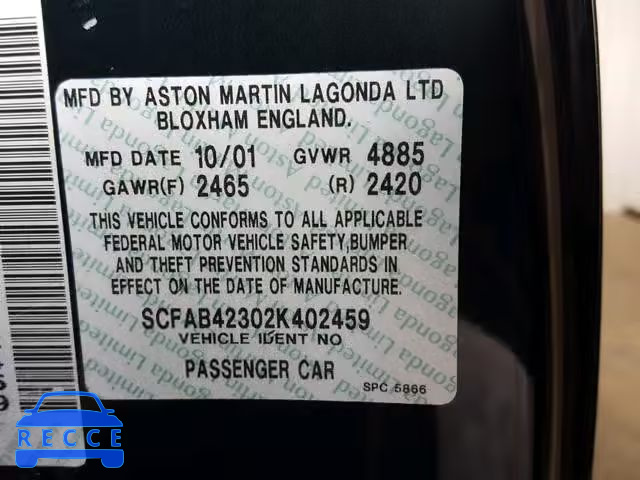 MFD BY ASTON MARTIN LAGONDA LTD
BLOXHAM ENGLAND.
MFD DATE 10/01 GVWR 4885
GAWR(F) 2465 (R) 2420
THIS VEHICLE CONFORMS TO ALL APPLICABLE
FEDERAL MOTOR VEHICLE SAFETY,BUMPER
AND THEFT PREVENTION STANDARDS IN
EFFECT ON THE DATE OF MANUFACTURE.
SCFAB42302K402459
VEHICLE IDENT NO
PASSENGER CAR
SPC 5866
RECCE